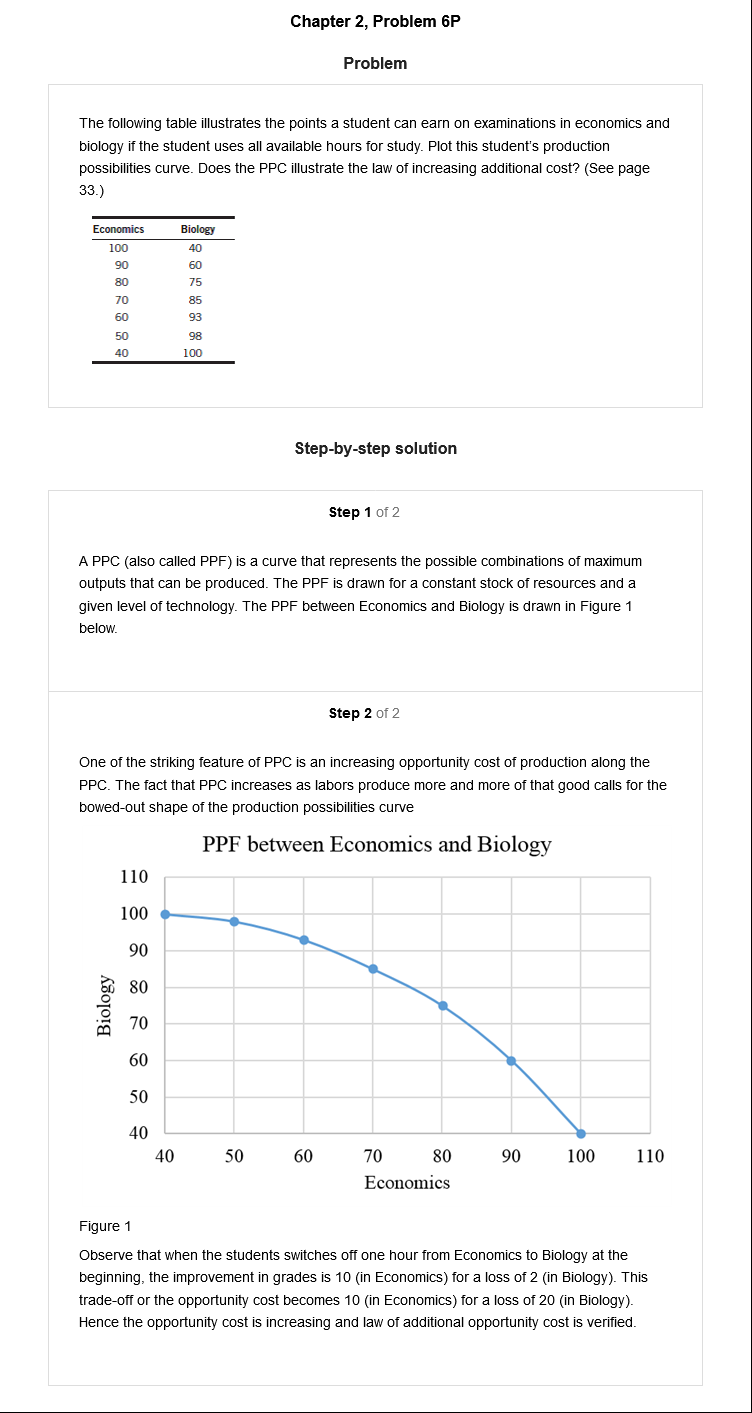 Chapter 2, Problem 6P
Problem
The following table illustrates the points a student can earn on examinations in economics and
biology if the student uses all available hours for study. Plot this student's production
possibilities curve. Does the PPC illustrate the law of increasing additional cost? (See page
33.)
Economics Biology
100 40
90 60
80 75
70 85
60 93
50 98
40 100
Step-by-step solution
Step 1 of 2
A PPC (also called PPF) is a curve that represents the possible combinations of maximum
outputs that can be produced. The PPF is drawn for a constant stock of resources and a
given level of technology. The PPF between Economics and Biology is drawn in Figure 1
below.
Step 2 of 2
One of the striking feature of PPC is an increasing opportunity cost of production along the
PPC. The fact that PPC increases as labors produce more and more of that good calls for the
bowed-out shape of the production possibilities curve
PPF between Economics and Biology
110
100
90
80
70
60
50
40
Biology
40 50 60 70 80 90 100 110
Economics
Figure 1
Observe that when the students switches off one hour from Economics to Biology at the
beginning, the improvement in grades is 10 (in Economics) for a loss of 2 (in Biology). This
trade-off or the opportunity cost becomes 10 (in Economics) for a loss of 20 (in Biology).
Hence the opportunity cost is increasing and law of additional opportunity cost is verified.